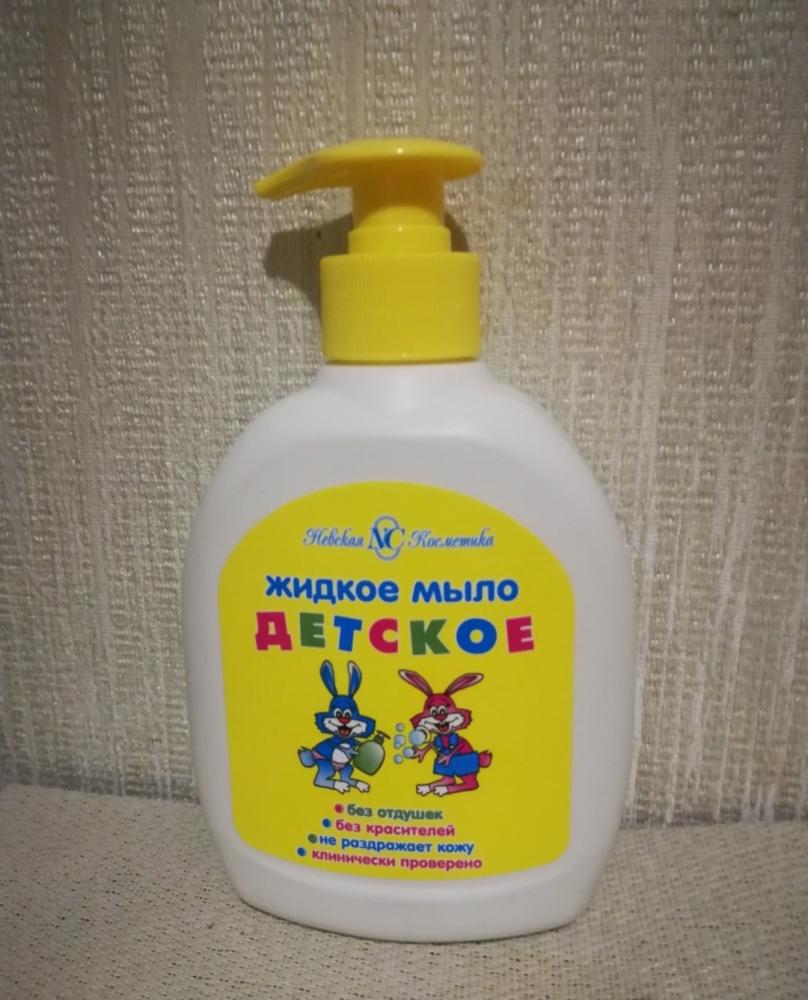 Невская NC Косметика
жидкое мыло
ДЕТСКОЕ
• без отдушек
• без красителей
• не раздражает кожу
• клинически проверено